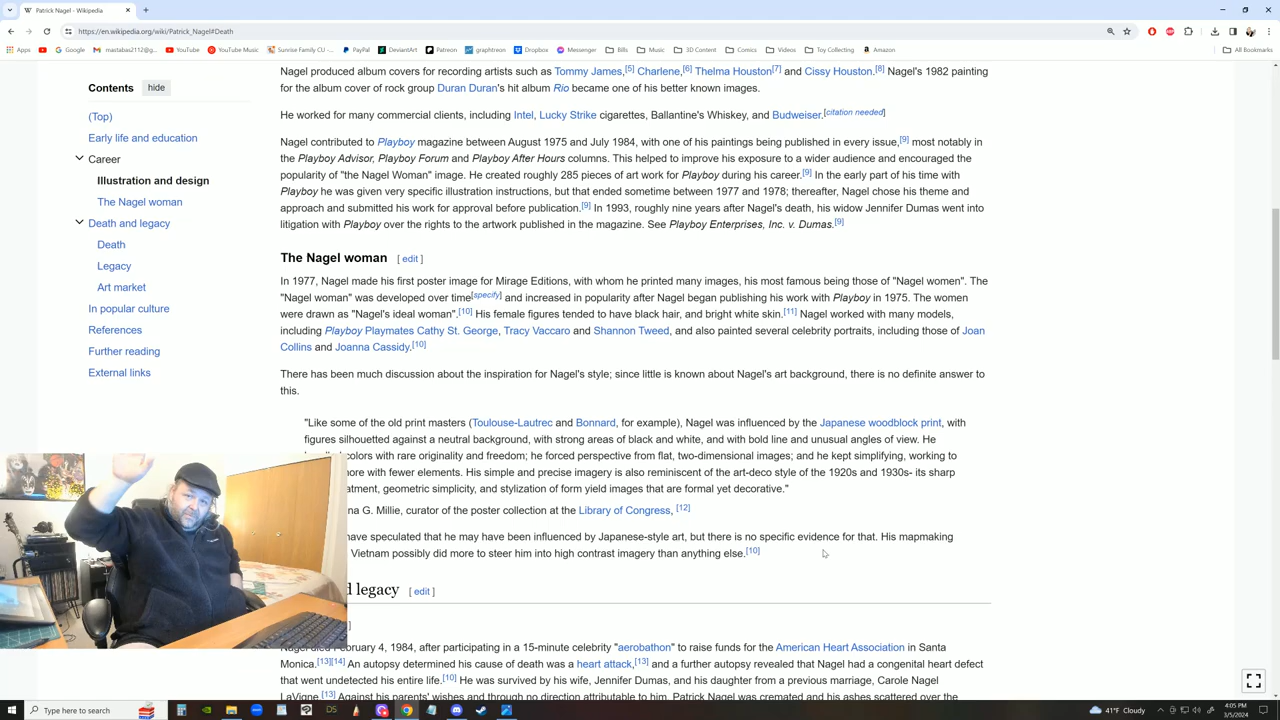 Patrick Nagel - Wikipedia
https://en.wikipedia.org/wiki/Patrick_Nagel#Death
Apps
Google
mastabas2112@g...
YouTube
YouTube Music
Sunrise Family CU -...
PayPal
DeviantArt
Patreon
graphtreon
Dropbox
Messenger
Bills
Music
3D Content
Comics
Videos
Toy Collecting
Amazon
All Bookmarks
Contents
hide
(Top)
Early life and education
Career
Illustration and design
The Nagel woman
Death and legacy
Death
Legacy
Art market
In popular culture
References
Further reading
External links
Nagel produced album covers for recording artists such as Tommy James,[5] Charlene,[6] Thelma Houston[7] and Cissy Houston.[8] Nagel's 1982 painting
for the album cover of rock group Duran Duran's hit album Rio became one of his better known images.
He worked for many commercial clients, including Intel, Lucky Strike cigarettes, Ballantine's Whiskey, and Budweiser.[citation needed]
Nagel contributed to Playboy magazine between August 1975 and July 1984, with one of his paintings being published in every issue,[9] most notably in
the Playboy Advisor, Playboy Forum and Playboy After Hours columns. This helped to improve his exposure to a wider audience and encouraged the
popularity of "the Nagel Woman" image. He created roughly 285 pieces of art work for Playboy during his career.[9] In the early part of his time with
Playboy he was given very specific illustration instructions, but that ended sometime between 1977 and 1978; thereafter, Nagel chose his theme and
approach and submitted his work for approval before publication.[9] In 1993, roughly nine years after Nagel's death, his widow Jennifer Dumas went into
litigation with Playboy over the rights to the artwork published in the magazine. See Playboy Enterprises, Inc. v. Dumas.[9]
The Nagel woman [ edit ]
In 1977, Nagel made his first poster image for Mirage Editions, with whom he printed many images, his most famous being those of "Nagel women". The
"Nagel woman" was developed over time[specify] and increased in popularity after Nagel began publishing his work with Playboy in 1975. The women
were drawn as "Nagel's ideal woman".[10] His female figures tended to have black hair, and bright white skin.[11] Nagel worked with many models,
including Playboy Playmates Cathy St. George, Tracy Vaccaro and Shannon Tweed, and also painted several celebrity portraits, including those of Joan
Collins and Joanna Cassidy.[10]
There has been much discussion about the inspiration for Nagel's style; since little is known about Nagel's art background, there is no definite answer to
this.
"Like some of the old print masters (Toulouse-Lautrec and Bonnard, for example), Nagel was influenced by the Japanese woodblock print, with
figures silhouetted against a neutral background, with strong areas of black and white, and with bold line and unusual angles of view. He
colors with rare originality and freedom; he forced perspective from flat, two-dimensional images; and he kept simplifying, working to
more with fewer elements. His simple and precise imagery is also reminiscent of the art-deco style of the 1920s and 1930s- its sharp
atment, geometric simplicity, and stylization of form yield images that are formal yet decorative."
na G. Millie, curator of the poster collection at the Library of Congress, [12]
have speculated that he may have been influenced by Japanese-style art, but there is no specific evidence for that. His mapmaking
Vietnam possibly did more to steer him into high contrast imagery than anything else.[10]
d legacy [ edit ]
]
Nagel died February 4, 1984, after participating in a 15-minute celebrity "aerobathon" to raise funds for the American Heart Association in Santa
Monica.[13][14] An autopsy determined his cause of death was a heart attack,[13] and a further autopsy revealed that Nagel had a congenital heart defect
that went undetected his entire life.[10] He was survived by his wife, Jennifer Dumas, and his daughter from a previous marriage, Carole Nagel
LaVigne.[13] Against his parents' wishes and through no direction attributable to him, Patrick Nagel was cremated and his ashes scattered over the
Type here to search
41°F Cloudy
4:05 PM
3/5/2024